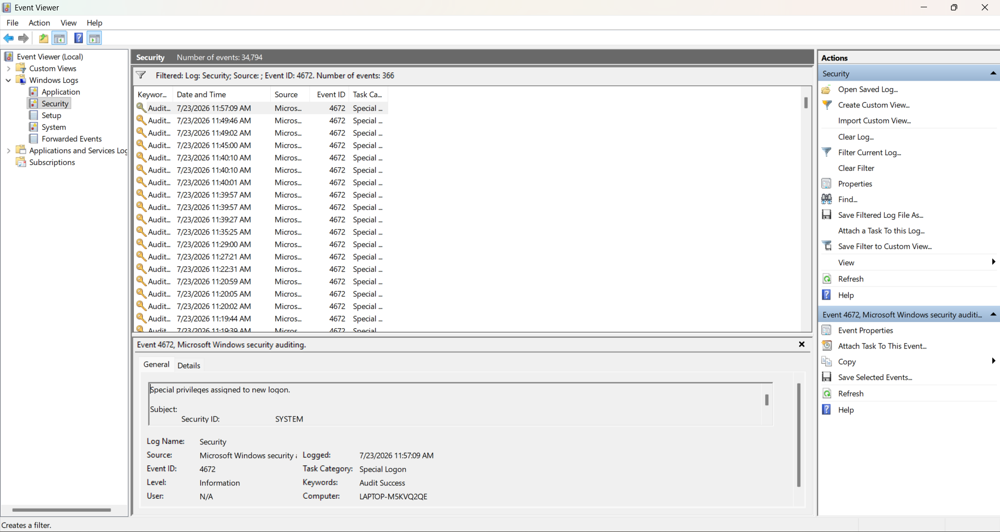 Event Viewer
File Action View Help
Event Viewer (Local)
Custom Views
Windows Logs
Application
Security
Setup
System
Forwarded Events
Applications and Services Log
Subscriptions
Security Number of events: 34,794
Filtered: Log: Security; Source: ; Event ID: 4672. Number of events: 366
Keywor... Date and Time Source Event ID Task Ca...
Audit... 7/23/2026 11:57:09 AM Micros... 4672 Special ...
Audit... 7/23/2026 11:49:46 AM Micros... 4672 Special ...
Audit... 7/23/2026 11:49:02 AM Micros... 4672 Special ...
Audit... 7/23/2026 11:45:00 AM Micros... 4672 Special ...
Audit... 7/23/2026 11:40:10 AM Micros... 4672 Special ...
Audit... 7/23/2026 11:40:10 AM Micros... 4672 Special ...
Audit... 7/23/2026 11:40:01 AM Micros... 4672 Special ...
Audit... 7/23/2026 11:39:57 AM Micros... 4672 Special ...
Audit... 7/23/2026 11:39:57 AM Micros... 4672 Special ...
Audit... 7/23/2026 11:39:27 AM Micros... 4672 Special ...
Audit... 7/23/2026 11:35:25 AM Micros... 4672 Special ...
Audit... 7/23/2026 11:29:00 AM Micros... 4672 Special ...
Audit... 7/23/2026 11:27:21 AM Micros... 4672 Special ...
Audit... 7/23/2026 11:22:31 AM Micros... 4672 Special ...
Audit... 7/23/2026 11:20:59 AM Micros... 4672 Special ...
Audit... 7/23/2026 11:20:05 AM Micros... 4672 Special ...
Audit... 7/23/2026 11:20:02 AM Micros... 4672 Special ...
Audit... 7/23/2026 11:19:44 AM Micros... 4672 Special ...
Audit... 7/23/2026 11:19:39 AM Micros... 4672 Special ...
Event 4672, Microsoft Windows security auditing.
General Details
Special privileges assigned to new logon.
Subject:
Security ID: SYSTEM
Log Name: Security
Source: Microsoft Windows security Logged: 7/23/2026 11:57:09 AM
Event ID: 4672 Task Category: Special Logon
Level: Information Keywords: Audit Success
User: N/A Computer: LAPTOP-M5KVQ2QE
Actions
Security
Open Saved Log...
Create Custom View...
Import Custom View...
Clear Log...
Filter Current Log...
Clear Filter
Properties
Find...
Save Filtered Log File As...
Attach a Task To this Log...
Save Filter to Custom View...
View
Refresh
Help
Event 4672, Microsoft Windows security auditi...
Event Properties
Attach Task To This Event...
Copy
Save Selected Events...
Refresh
Help
Creates a filter.